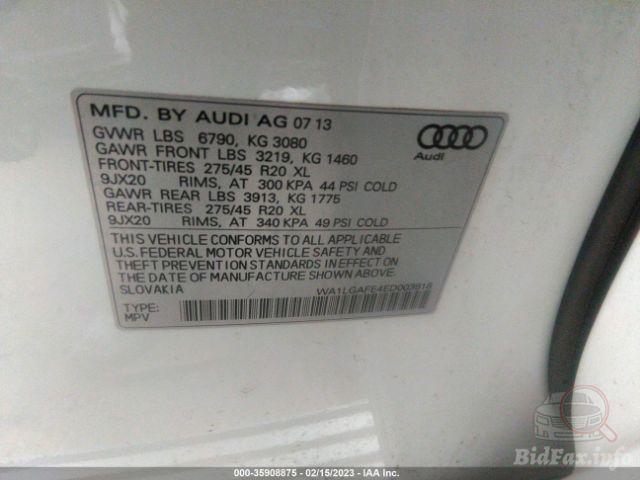 MFD. BY AUDI AG 07 13
GVWR LBS 6790, KG 3080
GAWR FRONT LBS 3219, KG 1460
FRONT-TIRES 275/45 R20 XL
9JX20 RIMS, AT 300 KPA 44 PSI COLD
GAWR REAR LBS 3913, KG 1775
REAR-TIRES 275/45 R20 XL
9JX20 RIMS, AT 340 KPA 49 PSI COLD
Audi
THIS VEHICLE CONFORMS TO ALL APPLICABLE
U.S. FEDERAL MOTOR VEHICLE SAFETY AND
THEFT PREVENTION STANDARDS IN EFFECT ON
THE DATE OF MANUFACTURE SHOWN ABOVE.
SLOVAKIA
WA1LGAFE4ED003818
TYPE:
MPV
BidFax.info
000-35908875 - 02/15/2023 - IAA Inc.